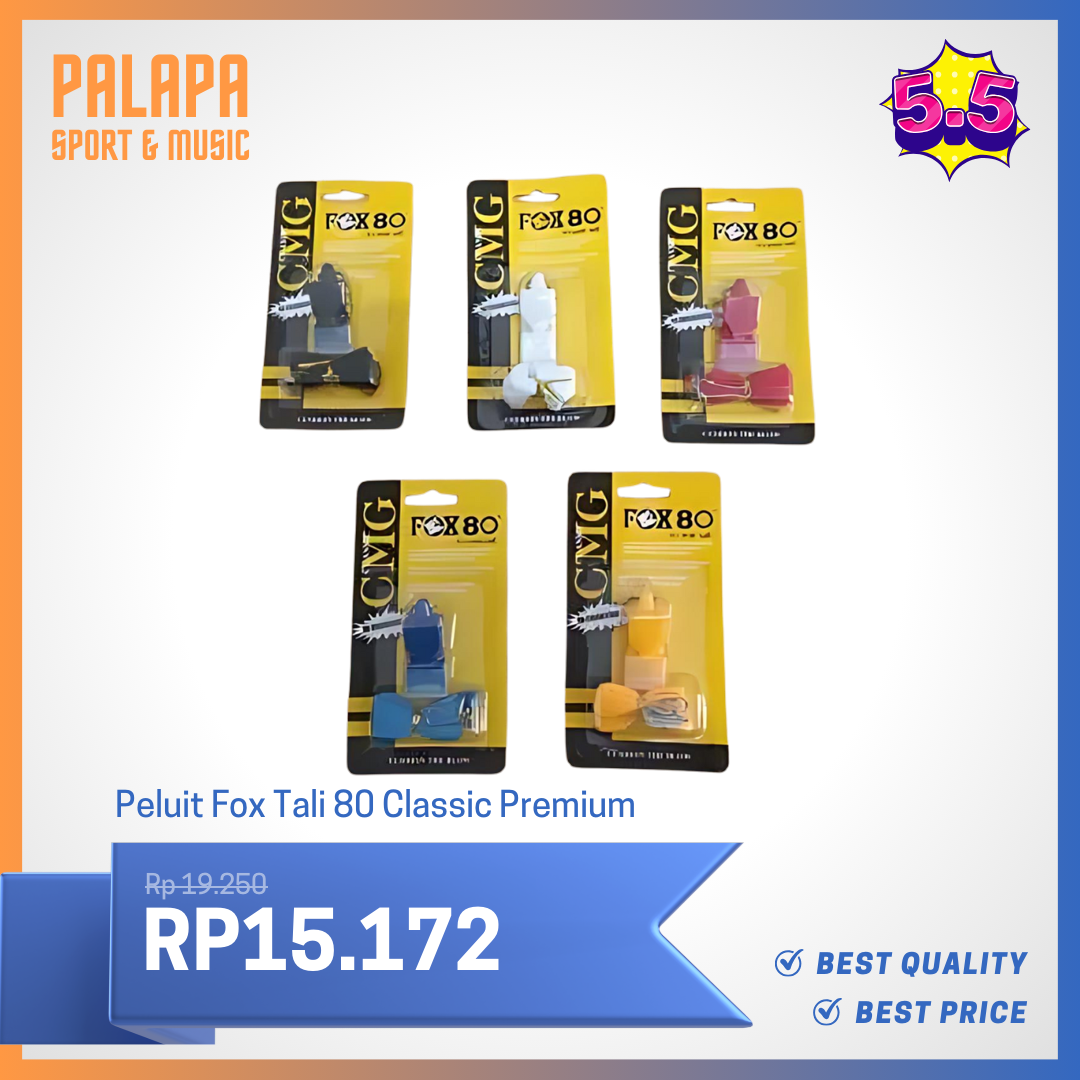 PALAPA
SPORT & MUSIC
5.5
CMG
FOX 80
CMG
FOX 80
CMG
FOX 80
CMG
FOX 80
CMG
FOX 80
Peluit Fox Tali 80 Classic Premium
Rp 19.250
RP15.172
BEST QUALITY
BEST PRICE